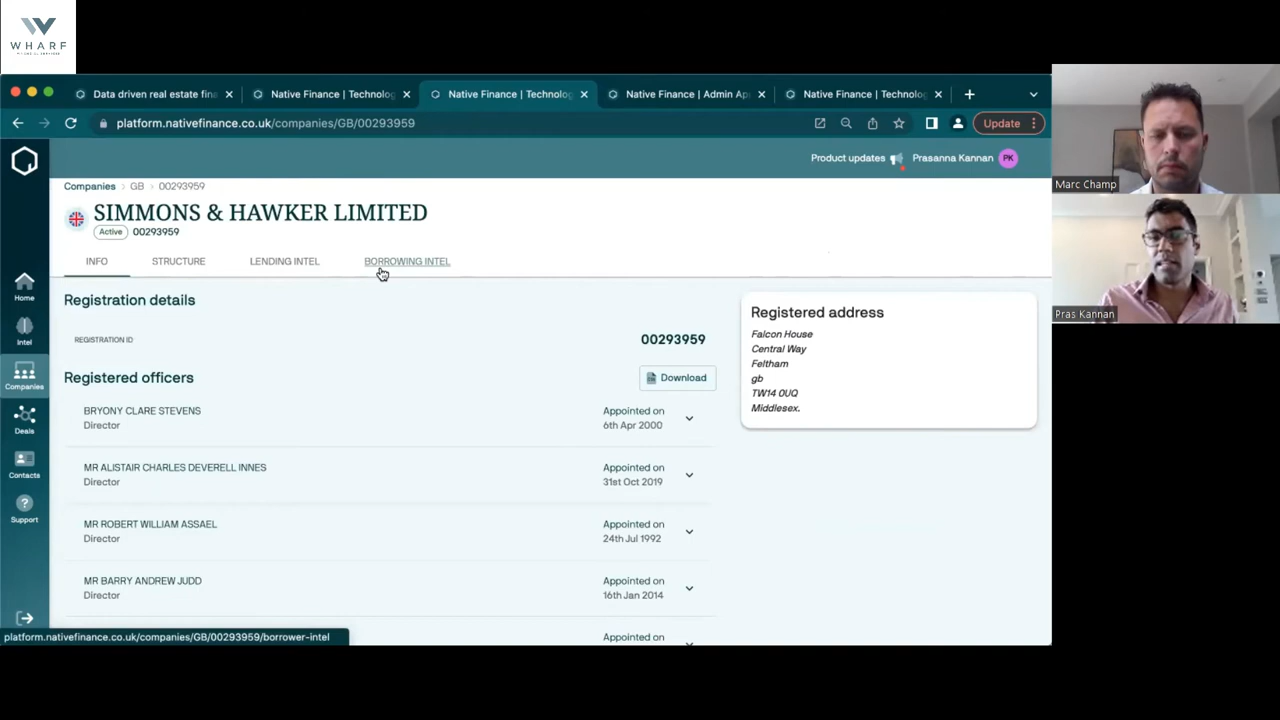 WHARF
Data driven real estate fin
Native Finance | Technolog
Native Finance | Technolog
Native Finance | Admin Ap
Native Finance | Technolog
platform.nativefinance.co.uk/companies/GB/00293959
Update
Product updates
Prasanna Kannan
PK
Companies > GB > 00293959
SIMMONS & HAWKER LIMITED
Active 00293959
INFO
STRUCTURE
LENDING INTEL
BORROWING INTEL
Home
Intel
Companies
Deals
Contacts
Support
Registration details
REGISTRATION ID
00293959
Registered officers
Download
BRYONY CLARE STEVENS
Director
Appointed on
6th Apr 2000
MR ALISTAIR CHARLES DEVERELL INNES
Director
Appointed on
31st Oct 2019
MR ROBERT WILLIAM ASSAEL
Director
Appointed on
24th Jul 1992
MR BARRY ANDREW JUDD
Director
Appointed on
16th Jan 2014
Appointed on
Registered address
Falcon House
Central Way
Feltham
gb
TW14 0UQ
Middlesex.
platform.nativefinance.co.uk/companies/GB/00293959/borrower-intel
Marc Champ
Pras Kannan